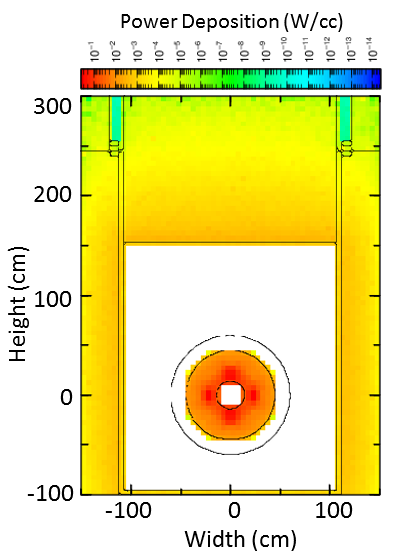 Power Deposition (W/cc)
10⁻¹ 10⁻² 10⁻³ 10⁻⁴ 10⁻⁵ 10⁻⁶ 10⁻⁷ 10⁻⁸ 10⁻⁹ 10⁻¹⁰ 10⁻¹¹ 10⁻¹² 10⁻¹³ 10⁻¹⁴
Height (cm)
300
200
100
0
-100
-100 0 100
Width (cm)